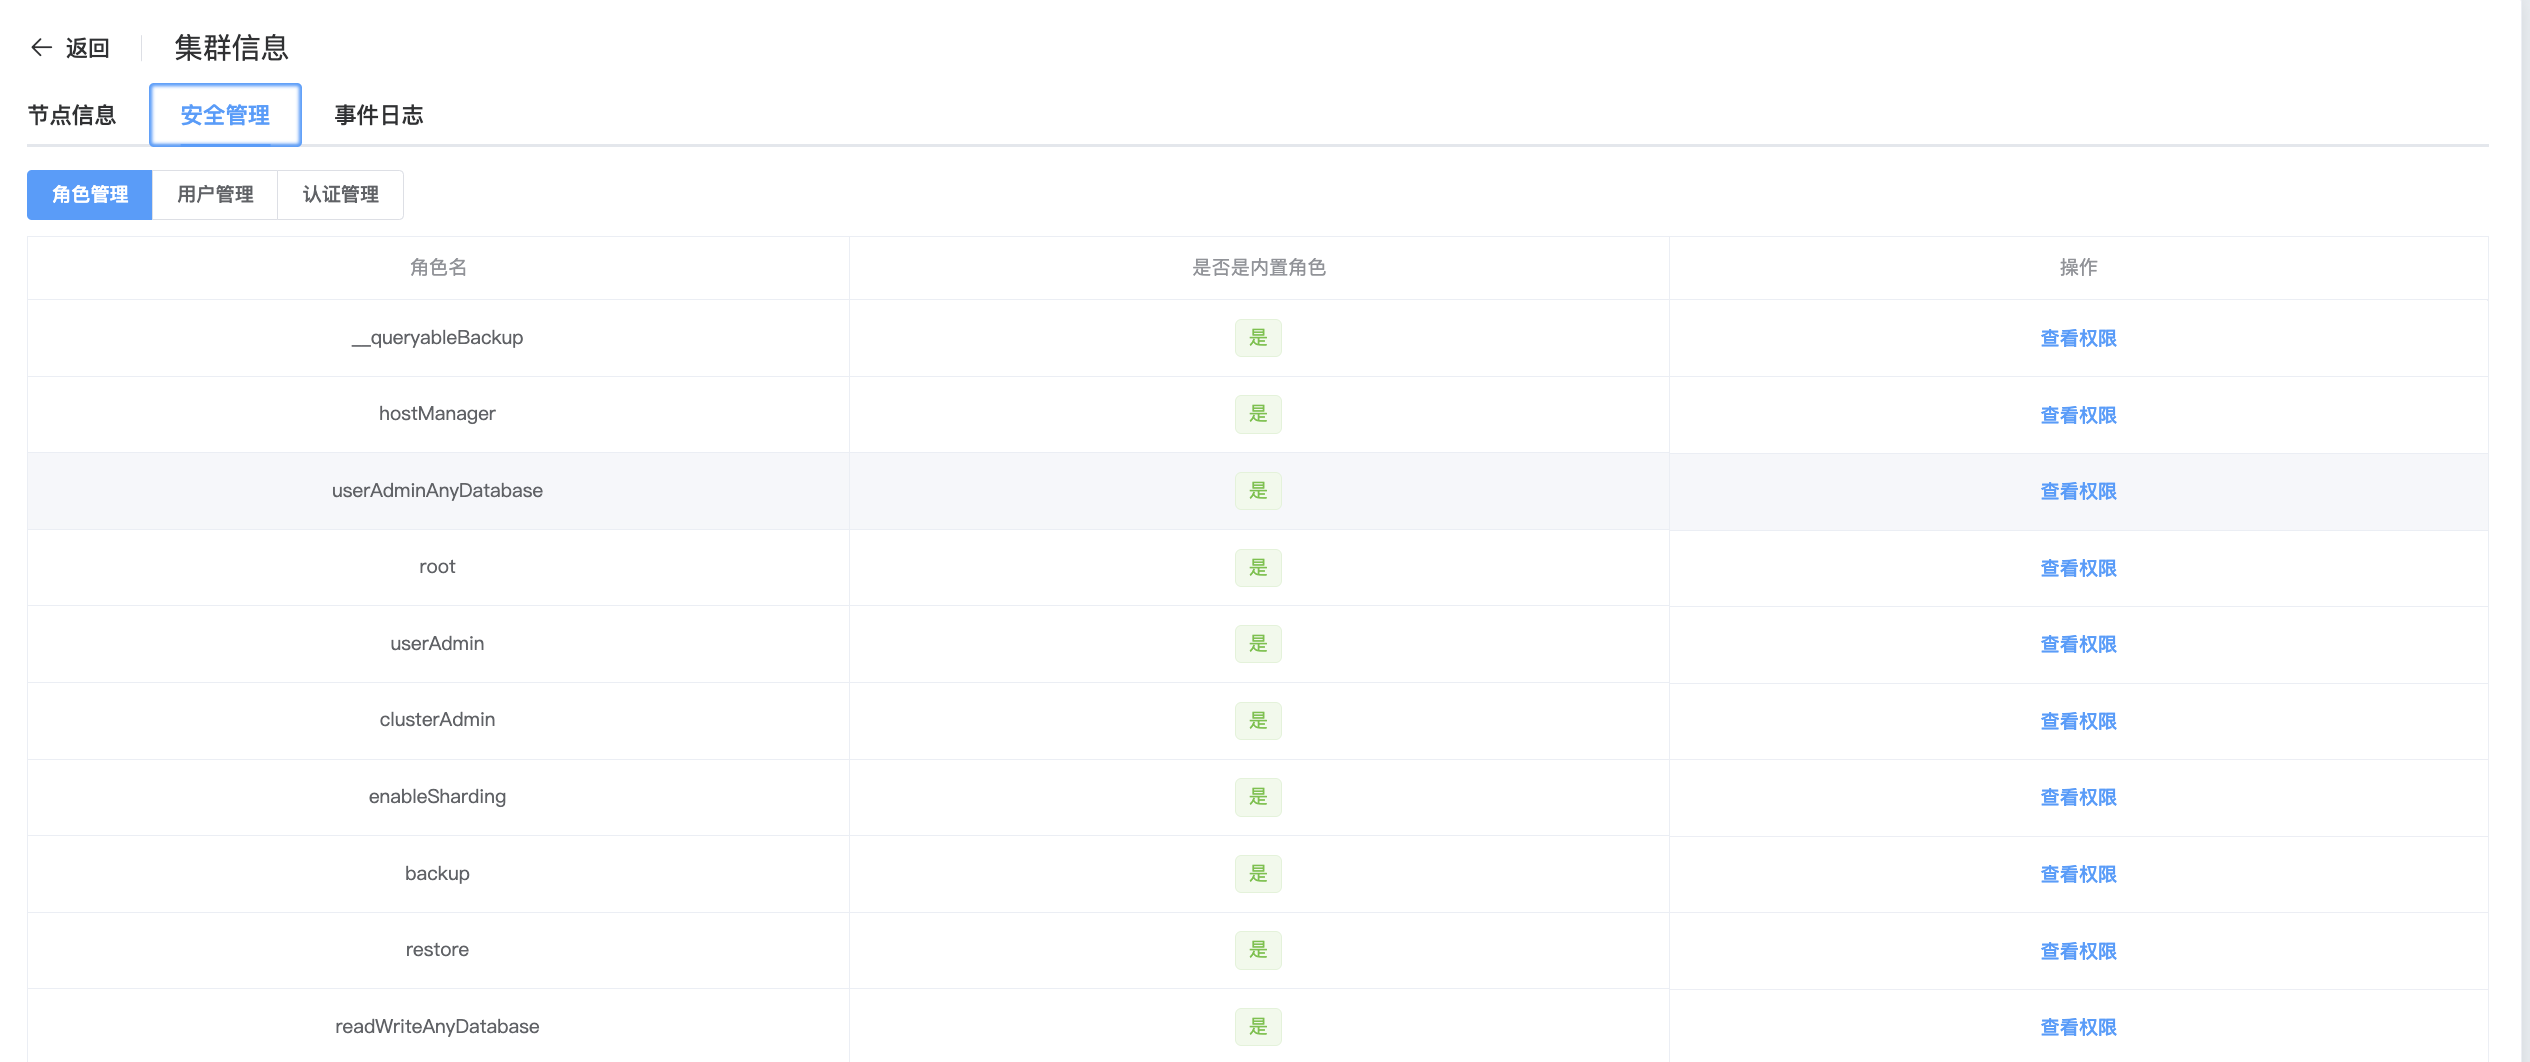 返回 集群信息
节点信息 安全管理 事件日志
角色管理 用户管理 认证管理
角色名 是否是内置角色 操作
__queryableBackup 是 查看权限
hostManager 是 查看权限
userAdminAnyDatabase 是 查看权限
root 是 查看权限
userAdmin 是 查看权限
clusterAdmin 是 查看权限
enableSharding 是 查看权限
backup 是 查看权限
restore 是 查看权限
readWriteAnyDatabase 是 查看权限